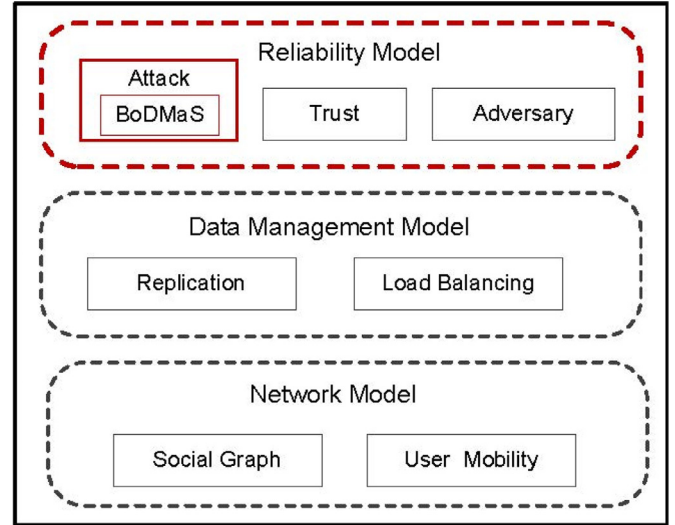 Reliability Model
Attack
BoDMaS
Trust
Adversary
Data Management Model
Replication
Load Balancing
Network Model
Social Graph
User Mobility